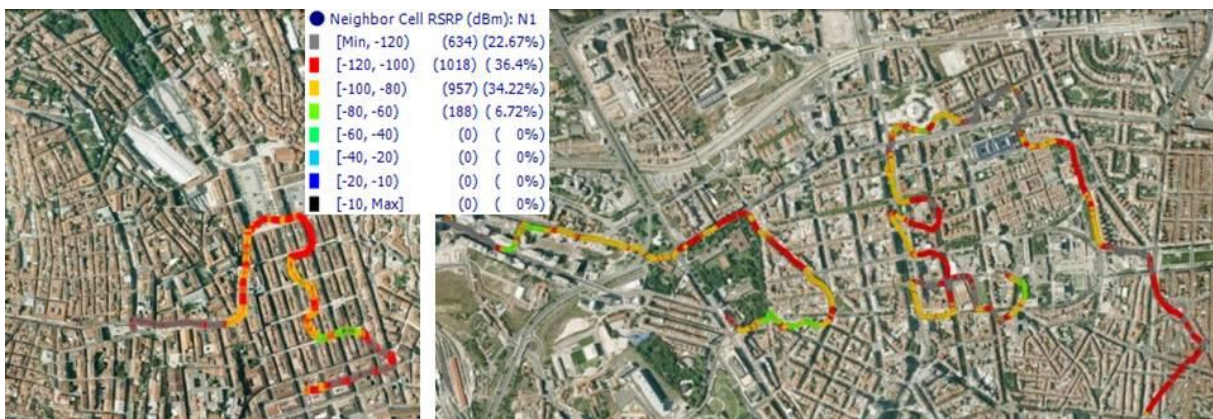 Neighbor Cell RSRP (dBm): N1
[Min, -120) (634) (22.67%)
[-120, -100) (1018) ( 36.4%)
[-100, -80) (957) (34.22%)
[-80, -60) (188) ( 6.72%)
[-60, -40) (0) ( 0%)
[-40, -20) (0) ( 0%)
[-20, -10) (0) ( 0%)
[-10, Max] (0) ( 0%)